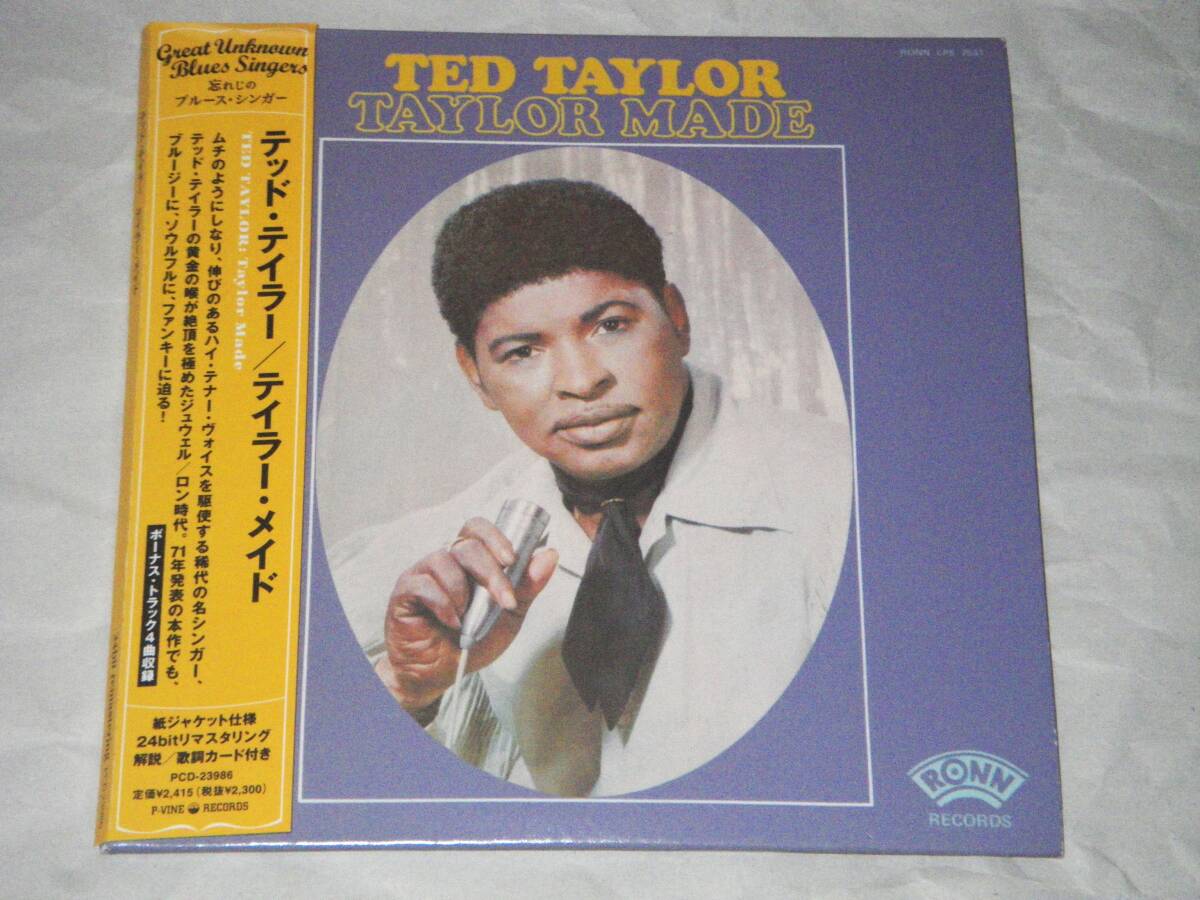 Great Unknown
Blues Singers
忘れじの
ブルース・シンガー
テッド・テイラー／テイラー・メイド
TED TAYLOR: Taylor Made
ムチのようにしなり、伸びのあるハイ・テナー・ヴォイスを駆使する稀代の名シンガー、
テッド・テイラーの黄金の喉が絶頂を極めたジュウェル／ロン時代。71年発表の本作でも、
ブルージーに、ソウルフルに、ファンキーに迫る！
ボーナス・トラック4曲収録
紙ジャケット仕様
24bitリマスタリング
解説／歌詞カード付き
PCD-23986
定価¥2,415（税抜¥2,300）
P-VINE RECORDS
RONN LPS 7531
TED TAYLOR
TAYLOR MADE
RONN
RECORDS